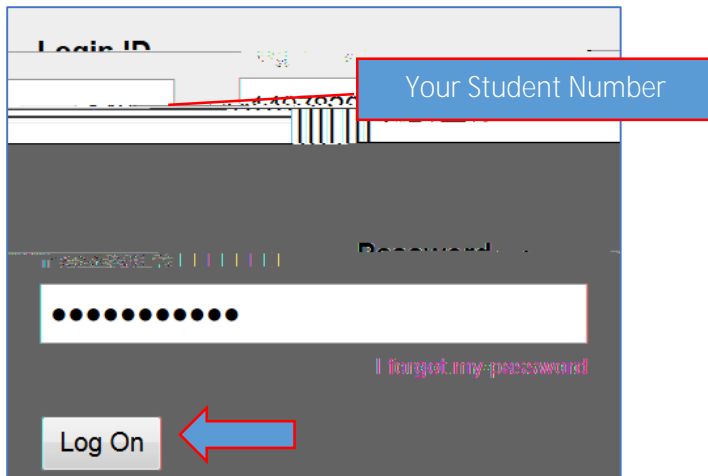 Login ID
Your Student Number
Password
●●●●●●●●●●●
I forgot my password
Log On